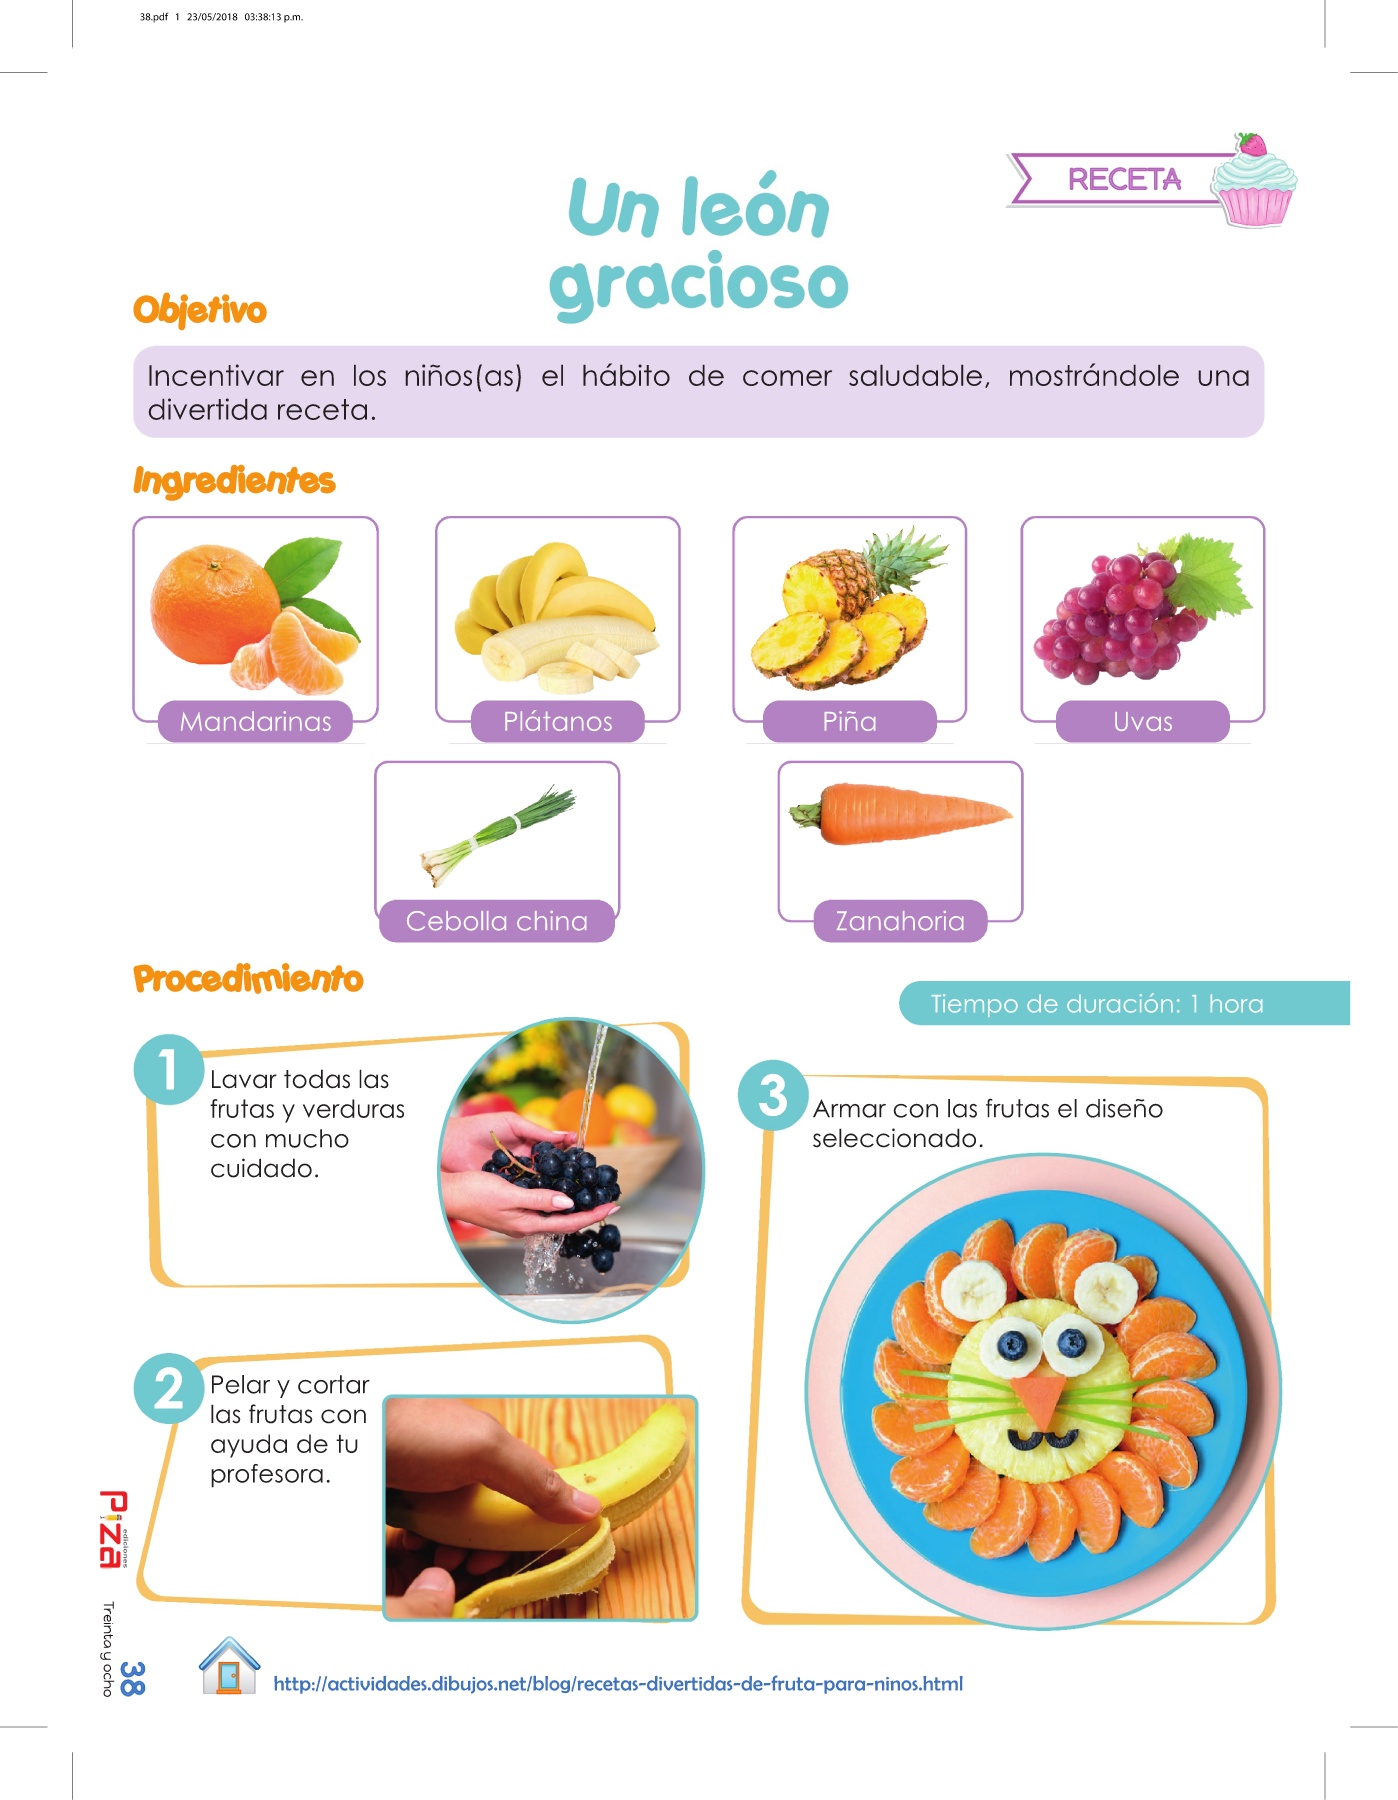 38.pdf 1 23/05/2018 03:38:13 p.m.
RECETA
Un león
gracioso
Objetivo
Incentivar en los niños(as) el hábito de comer saludable, mostrándole una
divertida receta.
Ingredientes
Mandarinas
Plátanos
Piña
Uvas
Cebolla china
Zanahoria
Procedimiento
Tiempo de duración: 1 hora
1
Lavar todas las
frutas y verduras
con mucho
cuidado.
2
Pelar y cortar
las frutas con
ayuda de tu
profesora.
3
Armar con las frutas el diseño
seleccionado.
Piza
ediciones
Treinta y ocho
38
http://actividades.dibujos.net/blog/recetas-divertidas-de-fruta-para-ninos.html